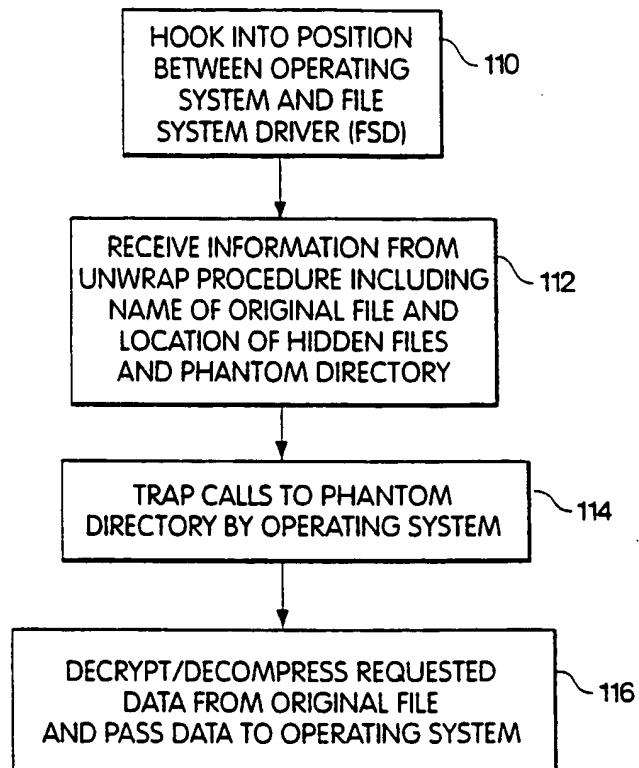 HOOK INTO POSITION
BETWEEN OPERATING
SYSTEM AND FILE
SYSTEM DRIVER (FSD)
110
RECEIVE INFORMATION FROM
UNWRAP PROCEDURE INCLUDING
NAME OF ORIGINAL FILE AND
LOCATION OF HIDDEN FILES
AND PHANTOM DIRECTORY
112
TRAP CALLS TO PHANTOM
DIRECTORY BY OPERATING SYSTEM
114
DECRYPT/DECOMPRESS REQUESTED
DATA FROM ORIGINAL FILE
AND PASS DATA TO OPERATING SYSTEM
116